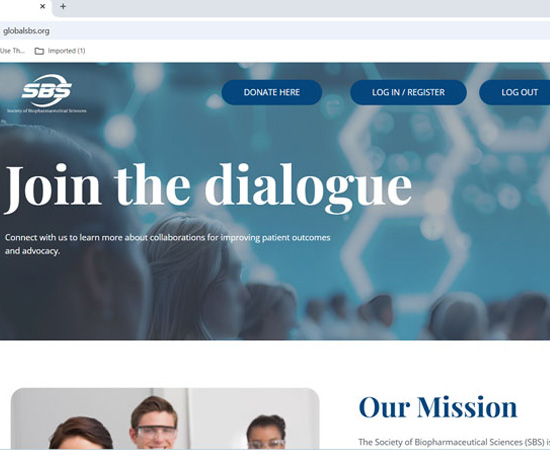 globalsbs.org
Use Th...
Imported (1)
SBS
Society of Biopharmaceutical Sciences
DONATE HERE
LOG IN / REGISTER
LOG OUT
Join the dialogue
Connect with us to learn more about collaborations for improving patient outcomes
and advocacy.
Our Mission
The Society of Biopharmaceutical Sciences (SBS) is